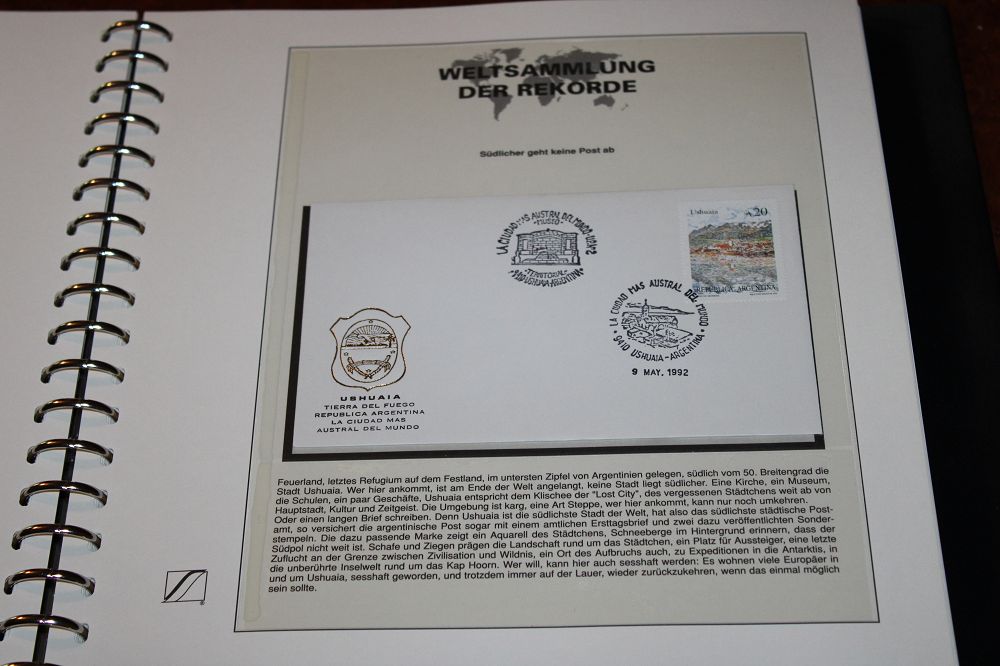 WELTSAMMLUNG
DER REKORDE
Südlicher geht keine Post ab
LA CIUDAD MAS AUSTRAL DEL MUNDO
MUSEO
TERRITORIAL
9410 USHUAIA-ARGENTINA
Ushuaia A20
REPUBLICA ARGENTINA
LA CIUDAD MAS AUSTRAL DEL MUNDO
9410 USHUAIA-ARGENTINA
9 MAY. 1992
USHUAIA
TIERRA DEL FUEGO
REPUBLICA ARGENTINA
LA CIUDAD MAS
AUSTRAL DEL MUNDO
Feuerland, letztes Refugium auf dem Festland, im untersten Zipfel von Argentinien gelegen, südlich vom 50. Breitengrad die
Stadt Ushuaia. Wer hier ankommt, ist am Ende der Welt angelangt, keine Stadt liegt südlicher. Eine Kirche, ein Museum,
die Schulen, ein paar Geschäfte, Ushuaia entspricht dem Klischee der "Lost City", des vergessenen Städtchens weit ab von
Hauptstadt, Kultur und Zeitgeist. Die Umgebung ist karg, eine Art Steppe, wer hier ankommt, kann nur noch umkehren.
Oder einen langen Brief schreiben. Denn Ushuaia ist die südlichste Stadt der Welt, hat also das südlichste städtische Post-
amt, so versichert die argentinische Post sogar mit einem amtlichen Ersttagsbrief und zwei dazu veröffentlichten Sonder-
stempeln. Die dazu passende Marke zeigt ein Aquarell des Städtchens, Schneeberge im Hintergrund erinnern, dass der
Südpol nicht weit ist. Schafe und Ziegen prägen die Landschaft rund um das Städtchen, ein Platz für Aussteiger, eine letzte
Zuflucht an der Grenze zwischen Zivilisation und Wildnis, ein Ort des Aufbruchs auch, zu Expeditionen in die Antarktis, in
die unberührte Inselwelt rund um das Kap Hoorn. Wer will, kann hier auch sesshaft werden: Es wohnen viele Europäer in
und um Ushuaia, sesshaft geworden, und trotzdem immer auf der Lauer, wieder zurückzukehren, wenn das einmal möglich
sein sollte.